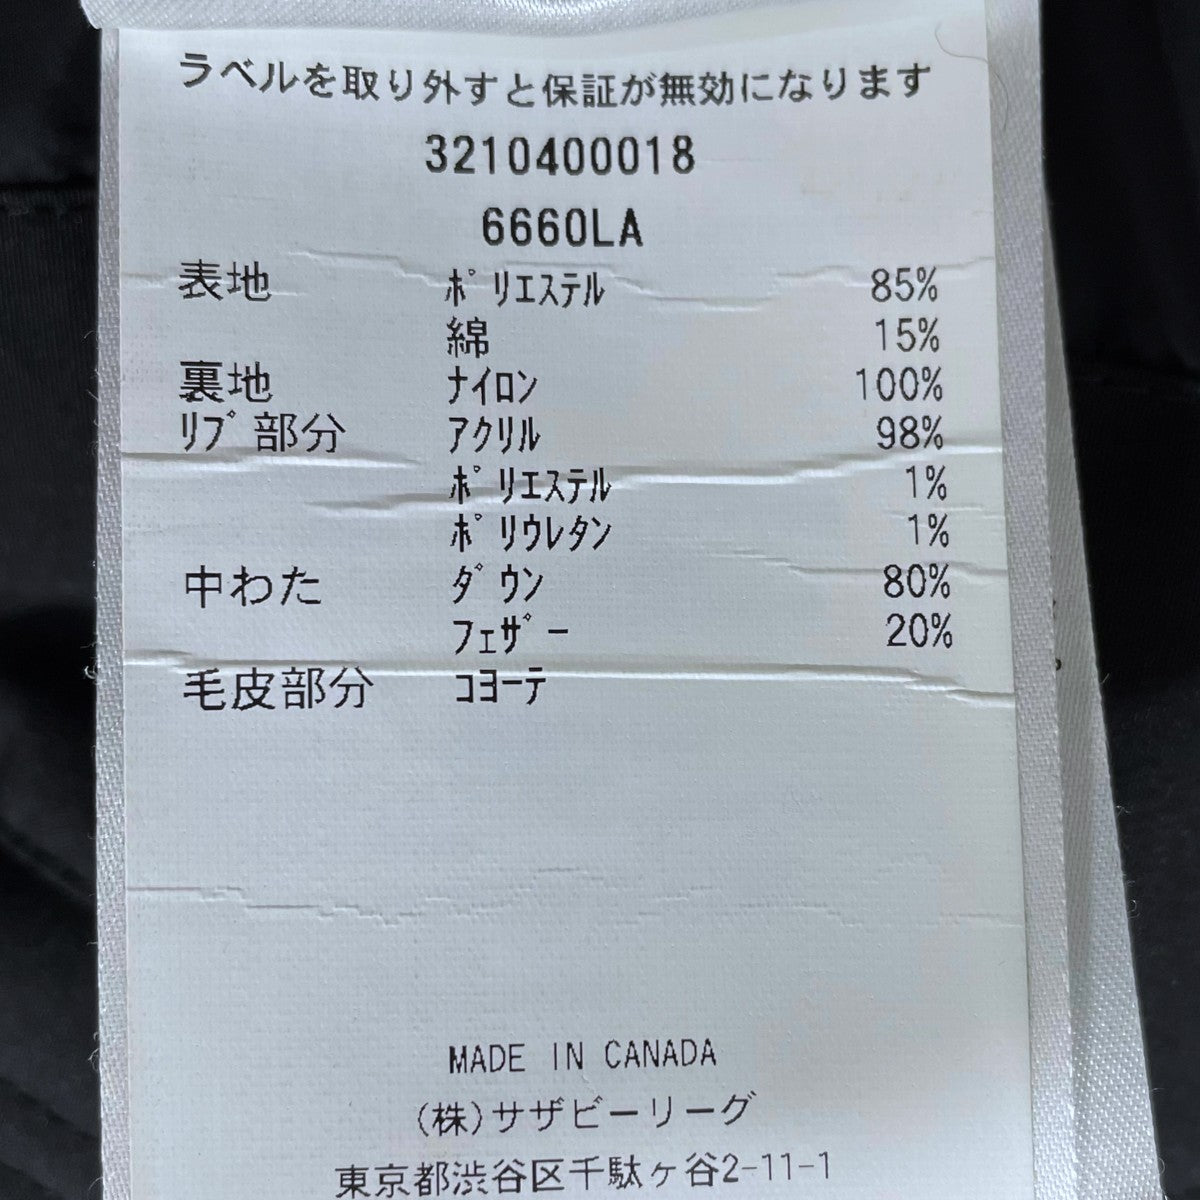 ラベルを取り外すと保証が無効になります
3210400018
6660LA
表地 ﾎﾟﾘｴｽﾃﾙ 85%
綿 15%
裏地 ﾅｲﾛﾝ 100%
ﾘﾌﾞ部分 ｱｸﾘﾙ 98%
ﾎﾟﾘｴｽﾃﾙ 1%
ﾎﾟﾘｳﾚﾀﾝ 1%
中わた ﾀﾞｳﾝ 80%
ﾌｪｻﾞｰ 20%
毛皮部分 ｺﾖｰﾃ
MADE IN CANADA
(株)サザビーリーグ
東京都渋谷区千駄ヶ谷2-11-1